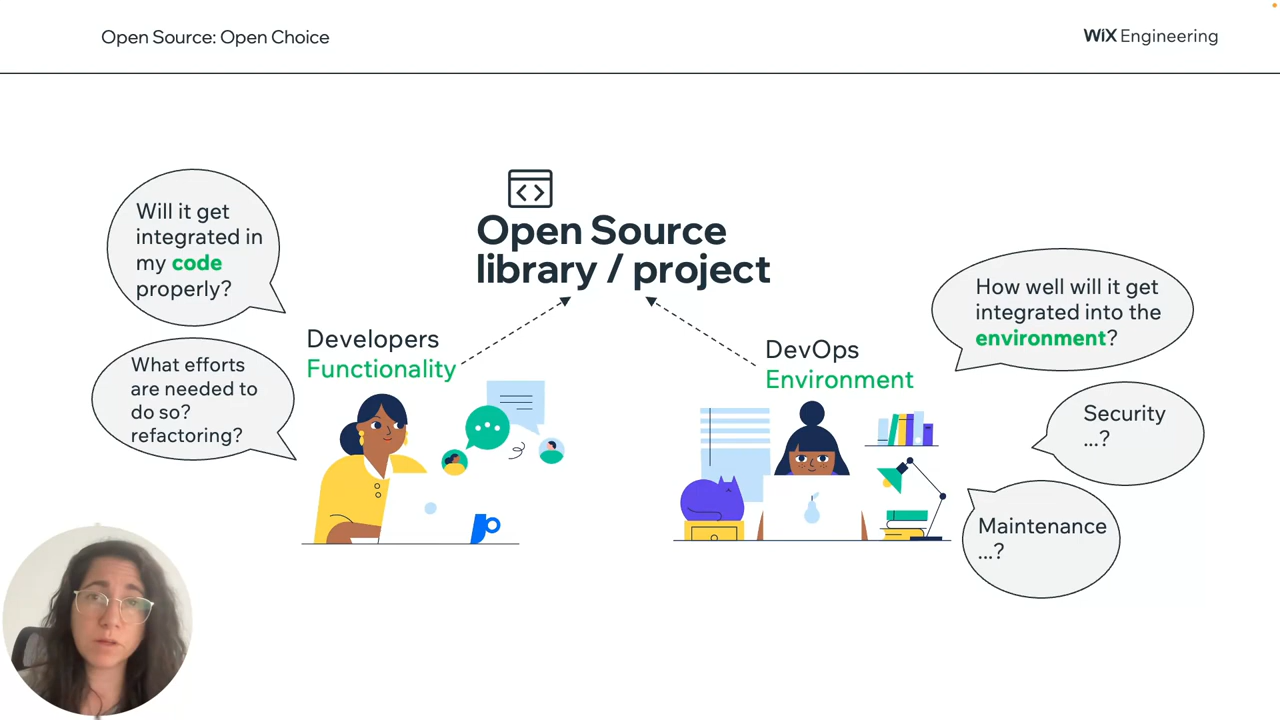 Open Source: Open Choice
WiX Engineering
Open Source
library / project
Will it get
integrated in
my code
properly?
What efforts
are needed to
do so?
refactoring?
Developers
Functionality
DevOps
Environment
How well will it get
integrated into the
environment?
Security
...?
Maintenance
...?